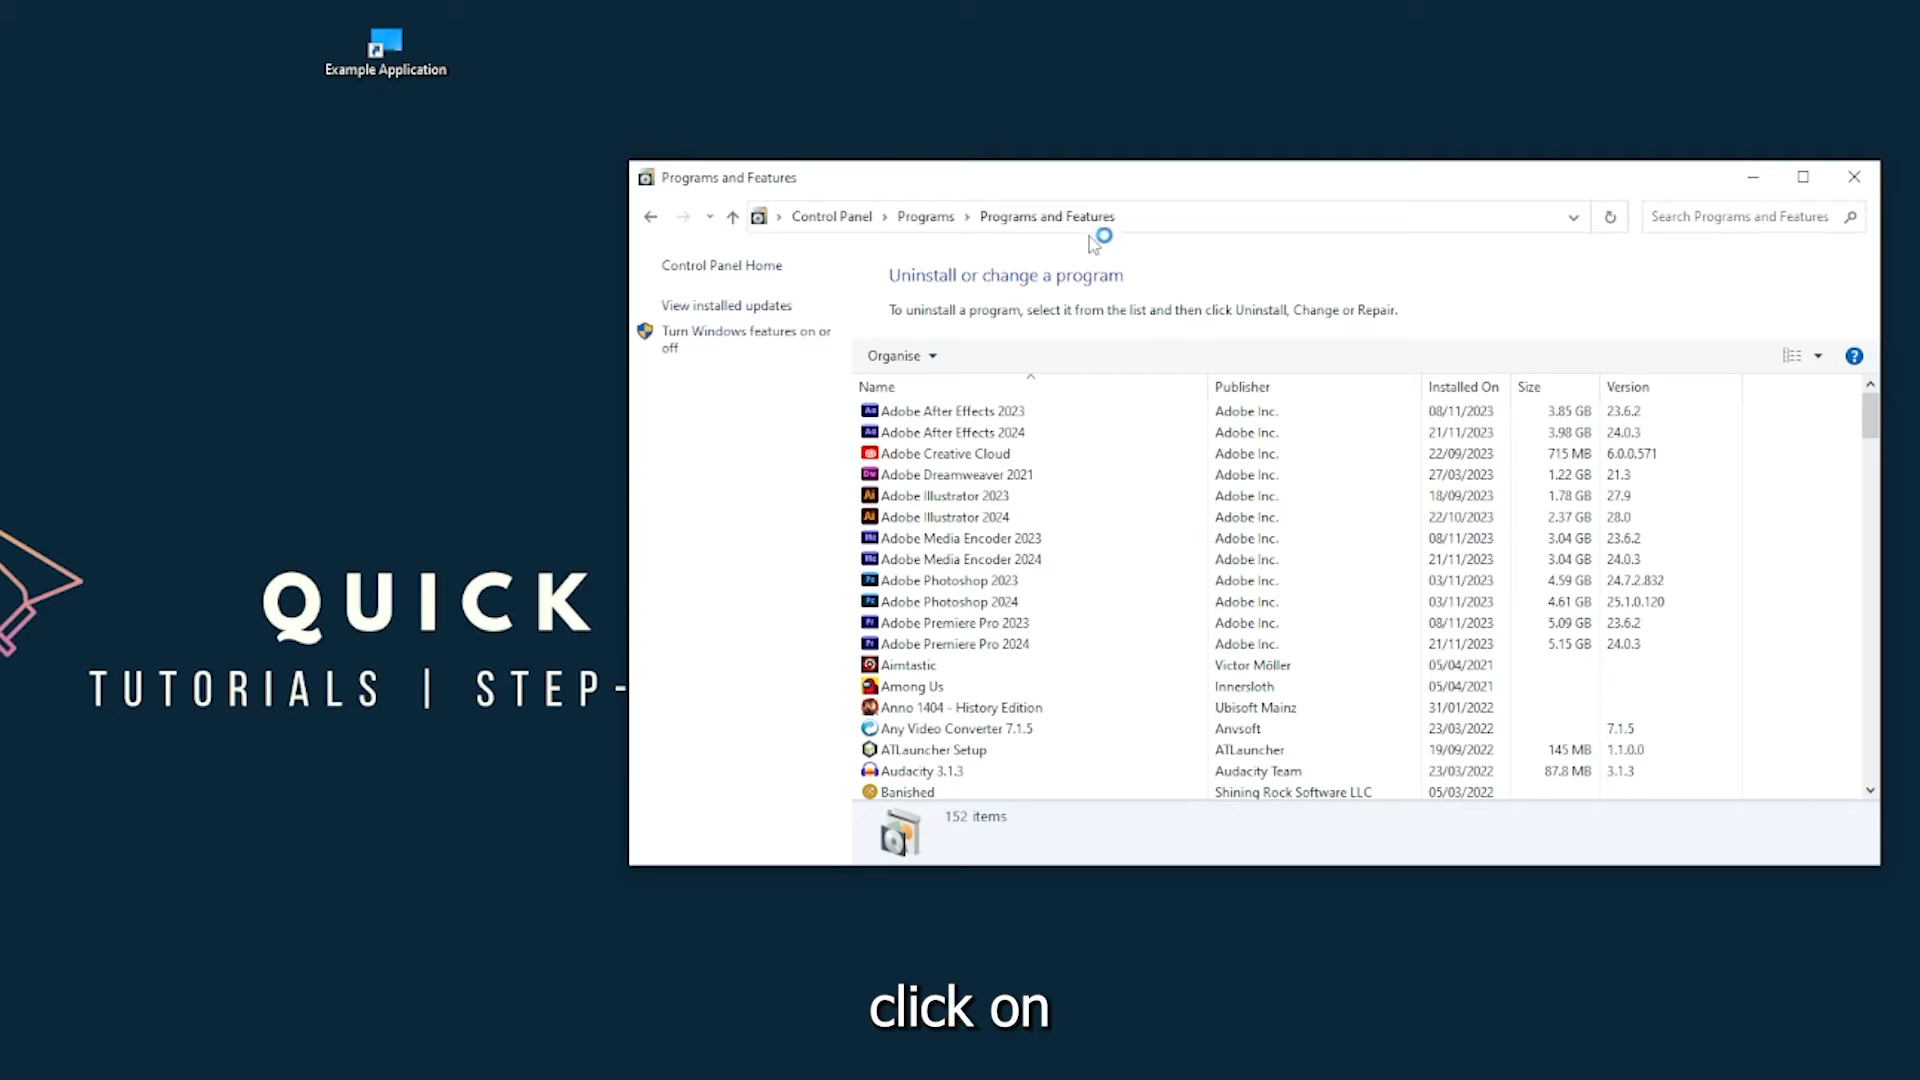 Example Application
Programs and Features
Control Panel > Programs > Programs and Features
Search Programs and Features
Control Panel Home
View installed updates
Turn Windows features on or
off
Uninstall or change a program
To uninstall a program, select it from the list and then click Uninstall, Change or Repair.
Organise
Name Publisher Installed On Size Version
Adobe After Effects 2023 Adobe Inc. 08/11/2023 3.85 GB 23.6.2
Adobe After Effects 2024 Adobe Inc. 21/11/2023 3.98 GB 24.0.3
Adobe Creative Cloud Adobe Inc. 22/09/2023 715 MB 6.0.0.571
Adobe Dreamweaver 2021 Adobe Inc. 27/03/2023 1.22 GB 21.3
Adobe Illustrator 2023 Adobe Inc. 18/09/2023 1.78 GB 27.9
Adobe Illustrator 2024 Adobe Inc. 22/10/2023 2.37 GB 28.0
Adobe Media Encoder 2023 Adobe Inc. 08/11/2023 3.04 GB 23.6.2
Adobe Media Encoder 2024 Adobe Inc. 21/11/2023 3.04 GB 24.0.3
Adobe Photoshop 2023 Adobe Inc. 03/11/2023 4.59 GB 24.7.2.832
Adobe Photoshop 2024 Adobe Inc. 03/11/2023 4.61 GB 25.1.0.120
Adobe Premiere Pro 2023 Adobe Inc. 08/11/2023 5.09 GB 23.6.2
Adobe Premiere Pro 2024 Adobe Inc. 21/11/2023 5.15 GB 24.0.3
Aimtastic Victor Möller 05/04/2021
Among Us Innersloth 05/04/2021
Anno 1404 - History Edition Ubisoft Mainz 31/01/2022
Any Video Converter 7.1.5 Anvsoft 23/03/2022 7.1.5
ATLauncher Setup ATLauncher 19/09/2022 145 MB 1.1.0.0
Audacity 3.1.3 Audacity Team 23/03/2022 87.8 MB 3.1.3
Banished Shining Rock Software LLC 05/03/2022
152 items
QUICK
TUTORIALS | STEP-
click on